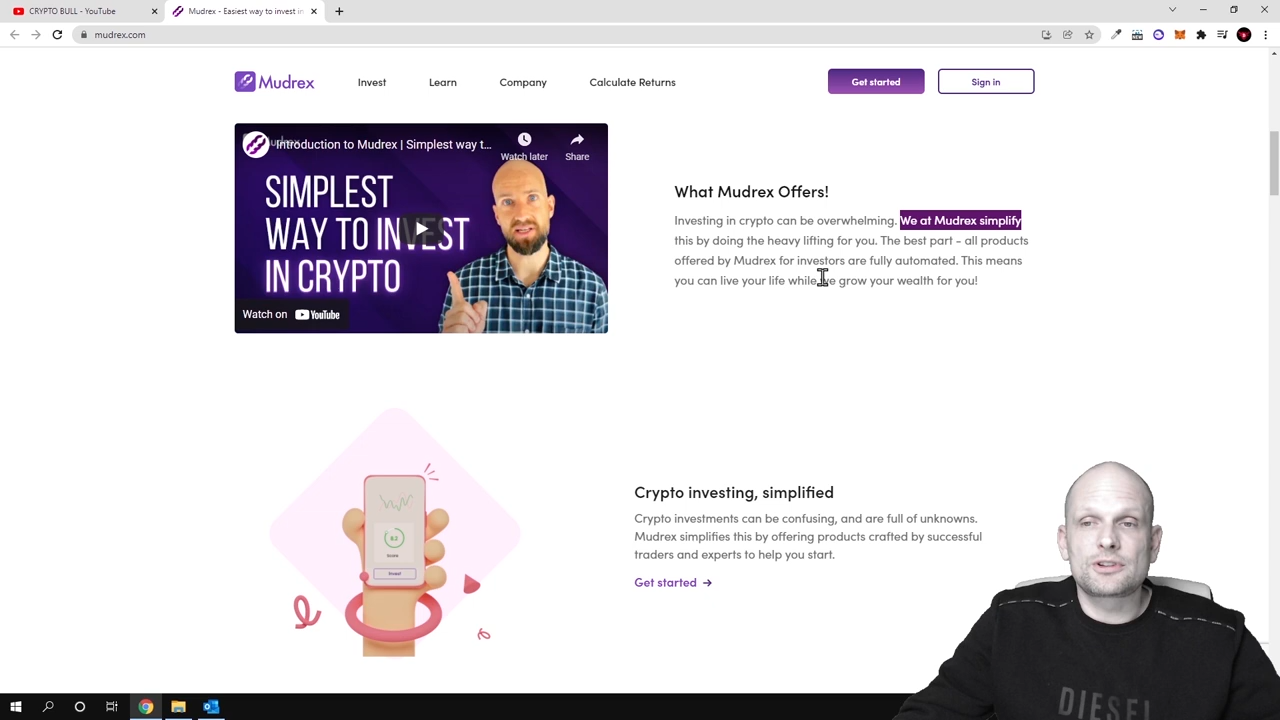 CRYPTO BULL - YouTube
Mudrex - Easiest way to invest in
mudrex.com
Mudrex
Invest
Learn
Company
Calculate Returns
Get started
Sign in
Introduction to Mudrex | Simplest way t...
Watch later
Share
SIMPLEST
WAY TO INVEST
IN CRYPTO
Watch on YouTube
What Mudrex Offers!
Investing in crypto can be overwhelming. We at Mudrex simplify
this by doing the heavy lifting for you. The best part - all products
offered by Mudrex for investors are fully automated. This means
you can live your life while we grow your wealth for you!
8.2
Invest
Crypto investing, simplified
Crypto investments can be confusing, and are full of unknowns.
Mudrex simplifies this by offering products crafted by successful
traders and experts to help you start.
Get started →
DIESEL